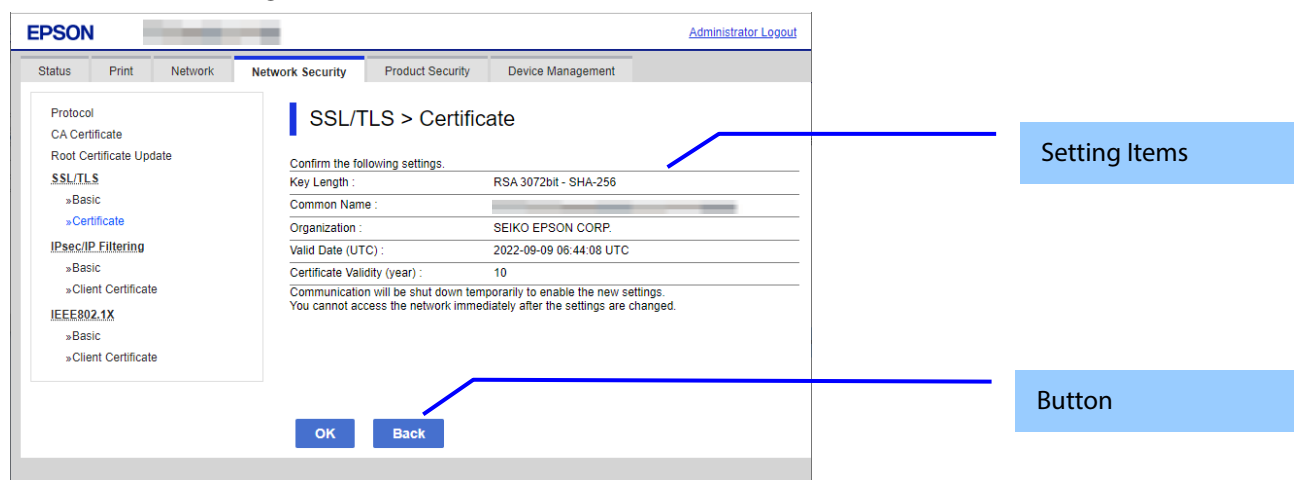 EPSON
Administrator Logout
Status Print Network Network Security Product Security Device Management
Protocol
CA Certificate
Root Certificate Update
SSL/TLS
»Basic
»Certificate
IPsec/IP Filtering
»Basic
»Client Certificate
IEEE802.1X
»Basic
»Client Certificate
SSL/TLS > Certificate
Confirm the following settings.
Key Length : RSA 3072bit - SHA-256
Common Name :
Organization : SEIKO EPSON CORP.
Valid Date (UTC) : 2022-09-09 06:44:08 UTC
Certificate Validity (year) : 10
Communication will be shut down temporarily to enable the new settings.
You cannot access the network immediately after the settings are changed.
OK Back
Setting Items
Button